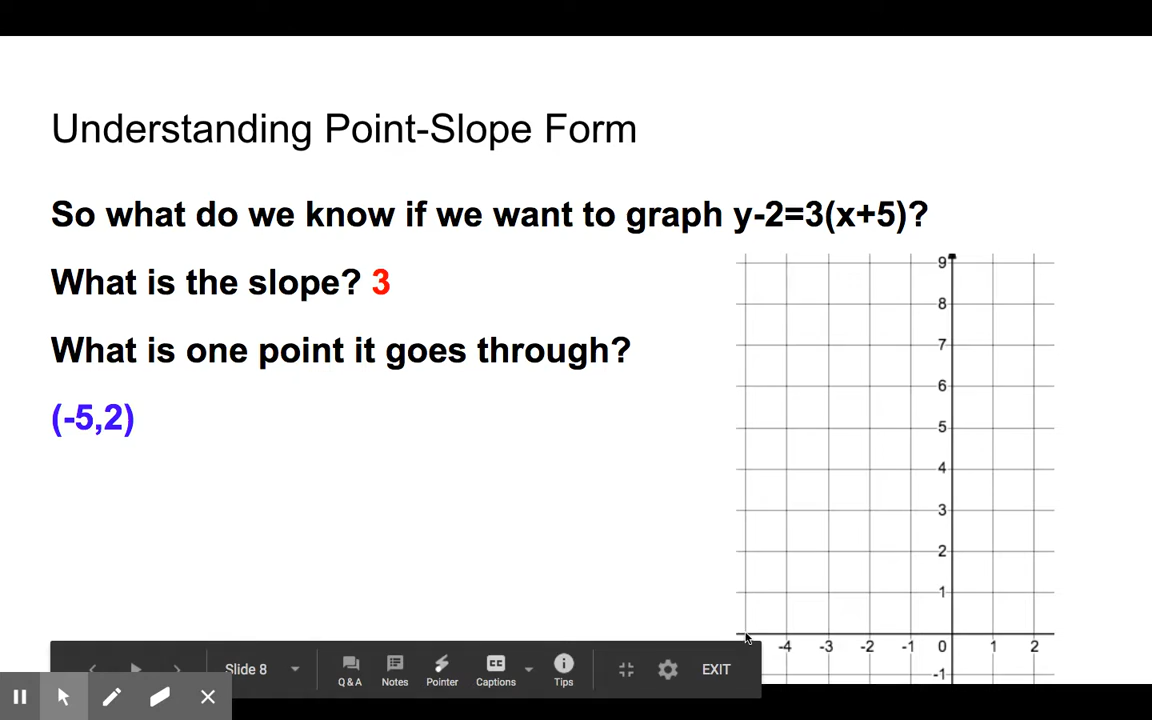 Understanding Point-Slope Form
So what do we know if we want to graph y-2=3(x+5)?
What is the slope? 3
What is one point it goes through?
(-5,2)
9
8
7
6
5
4
3
2
1
-4 -3 -2 -1 0 1 2
-1
Slide 8
Q & A Notes Pointer CC Captions Tips EXIT